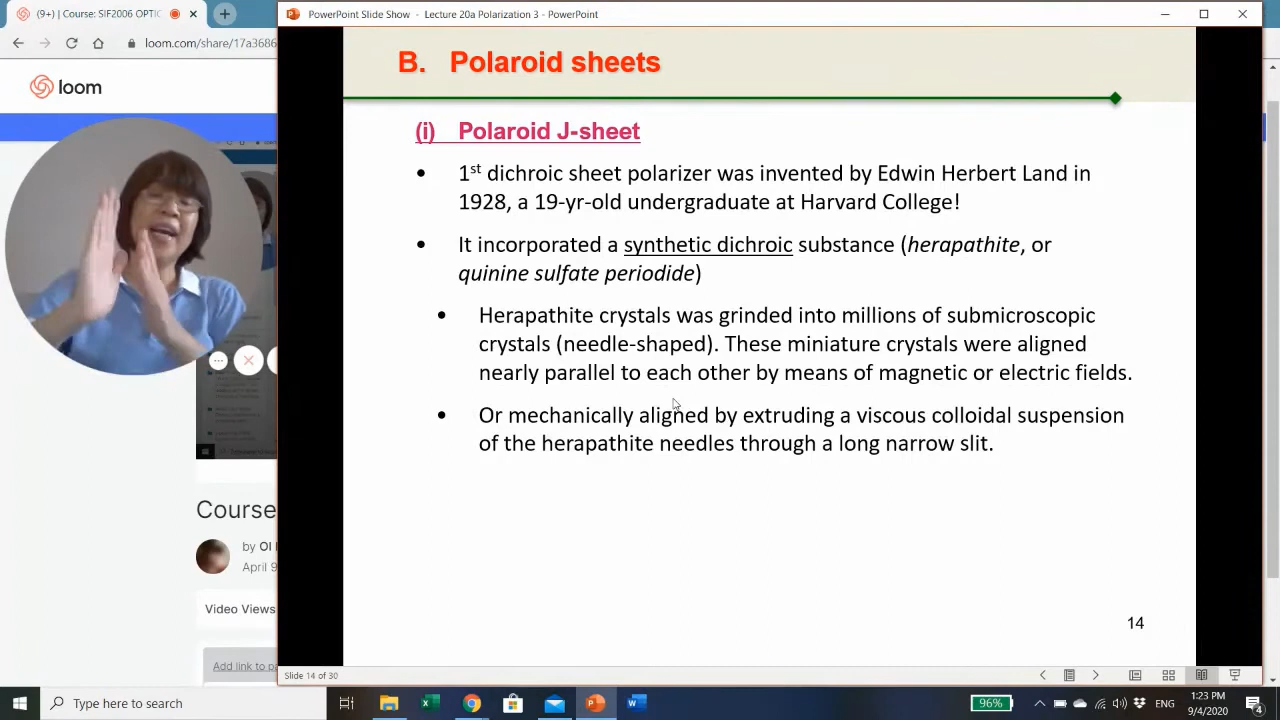 PowerPoint Slide Show - Lecture 20a Polarization 3 - PowerPoint
(9+) | Course: SIF2006 OPTIC
loom.com/share/17a3686
loom
B. Polaroid sheets
(i) Polaroid J-sheet
• 1st dichroic sheet polarizer was invented by Edwin Herbert Land in
1928, a 19-yr-old undergraduate at Harvard College!
• It incorporated a synthetic dichroic substance (herapathite, or
quinine sulfate periodide)
• Herapathite crystals was grinded into millions of submicroscopic
crystals (needle-shaped). These miniature crystals were aligned
nearly parallel to each other by means of magnetic or electric fields.
• Or mechanically aligned by extruding a viscous colloidal suspension
of the herapathite needles through a long narrow slit.
14
Course
by OI
April 9
Video Views
Add link to
Slide 14 of 30
Type here to search
96%
ENG
1:23 PM
9/4/2020
4